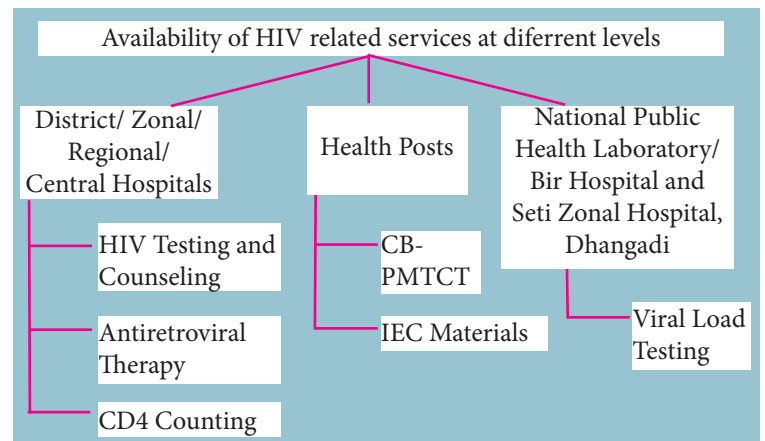 Availability of HIV related services at diferrent levels
District/ Zonal/
Regional/
Central Hospitals
HIV Testing and
Counseling
Antiretroviral
Therapy
CD4 Counting
Health Posts
CB-
PMTCT
IEC Materials
National Public
Health Laboratory/
Bir Hospital and
Seti Zonal Hospital,
Dhangadi
Viral Load
Testing